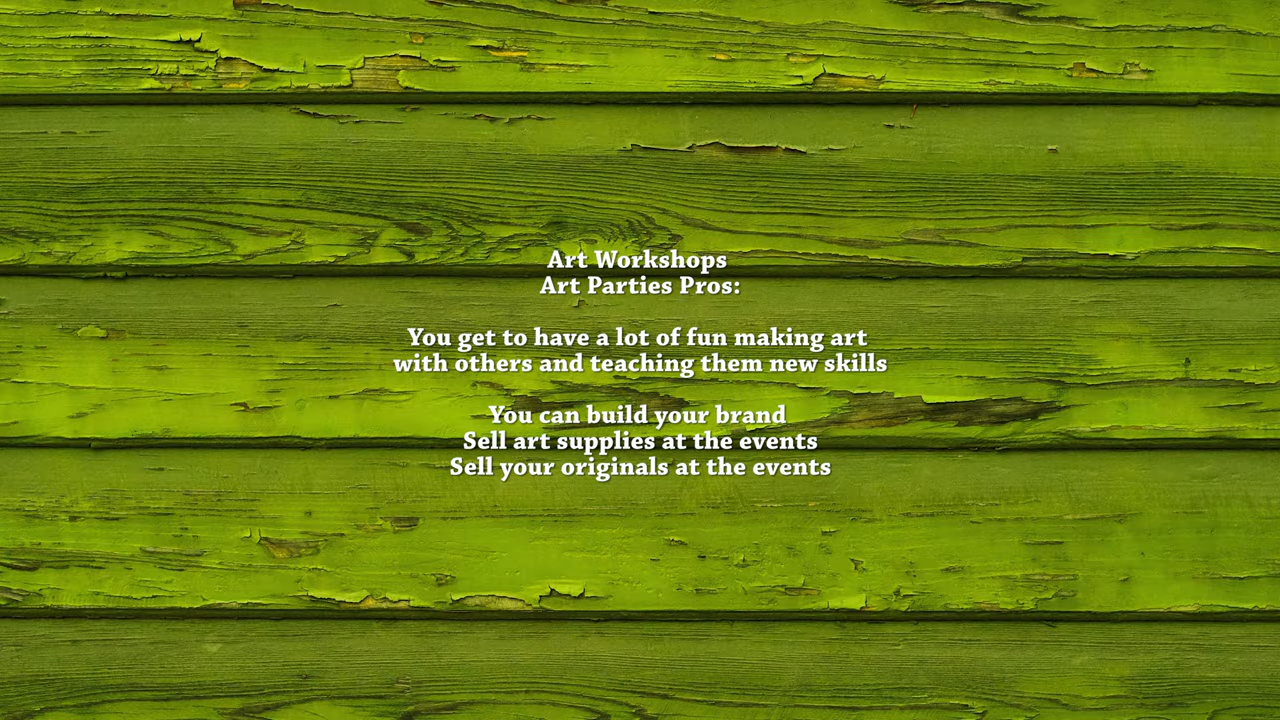 Art Workshops
Art Parties Pros:
You get to have a lot of fun making art
with others and teaching them new skills
You can build your brand
Sell art supplies at the events
Sell your originals at the events